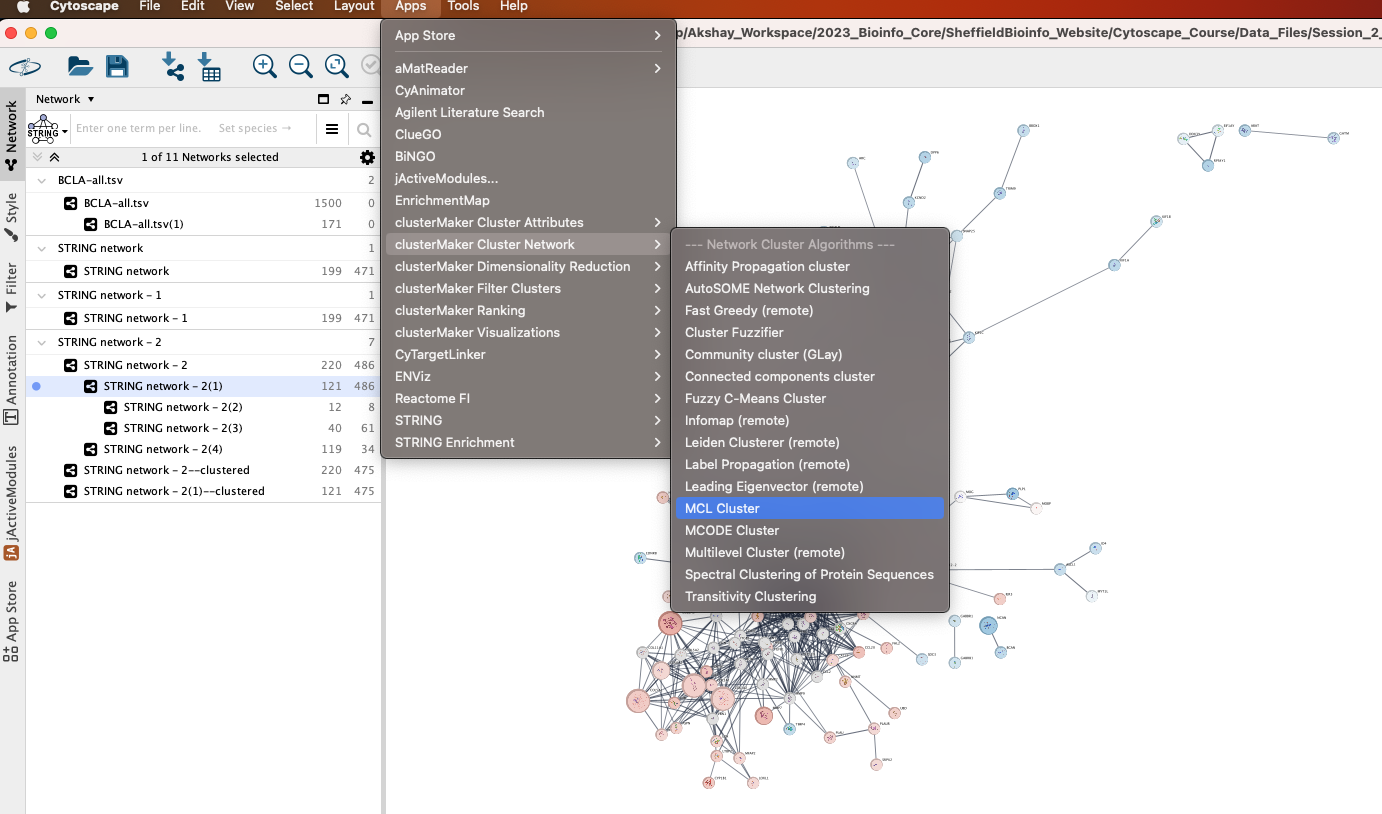 Cytoscape File Edit View Select Layout Apps Tools Help
p/Akshay_Workspace/2023_Bioinfo_Core/SheffieldBioinfo_Website/Cytoscape_Course/Data_Files/Session_2_
Network
STRING Enter one term per line. Set species →
1 of 11 Networks selected
BCLA-all.tsv 2
BCLA-all.tsv 1500 0
BCLA-all.tsv(1) 171 0
STRING network 1
STRING network 199 471
STRING network - 1 1
STRING network - 1 199 471
STRING network - 2 7
STRING network - 2 220 486
STRING network - 2(1) 121 486
STRING network - 2(2) 12 8
STRING network - 2(3) 40 61
STRING network - 2(4) 119 34
STRING network - 2--clustered 220 475
STRING network - 2(1)--clustered 121 475
Network
Style
Filter
Annotation
jActiveModules
jA
App Store
App Store
aMatReader
CyAnimator
Agilent Literature Search
ClueGO
BiNGO
jActiveModules...
EnrichmentMap
clusterMaker Cluster Attributes
clusterMaker Cluster Network
clusterMaker Dimensionality Reduction
clusterMaker Filter Clusters
clusterMaker Ranking
clusterMaker Visualizations
CyTargetLinker
ENViz
Reactome FI
STRING
STRING Enrichment
--- Network Cluster Algorithms ---
Affinity Propagation cluster
AutoSOME Network Clustering
Fast Greedy (remote)
Cluster Fuzzifier
Community cluster (GLay)
Connected components cluster
Fuzzy C-Means Cluster
Infomap (remote)
Leiden Clusterer (remote)
Label Propagation (remote)
Leading Eigenvector (remote)
MCL Cluster
MCODE Cluster
Multilevel Cluster (remote)
Spectral Clustering of Protein Sequences
Transitivity Clustering